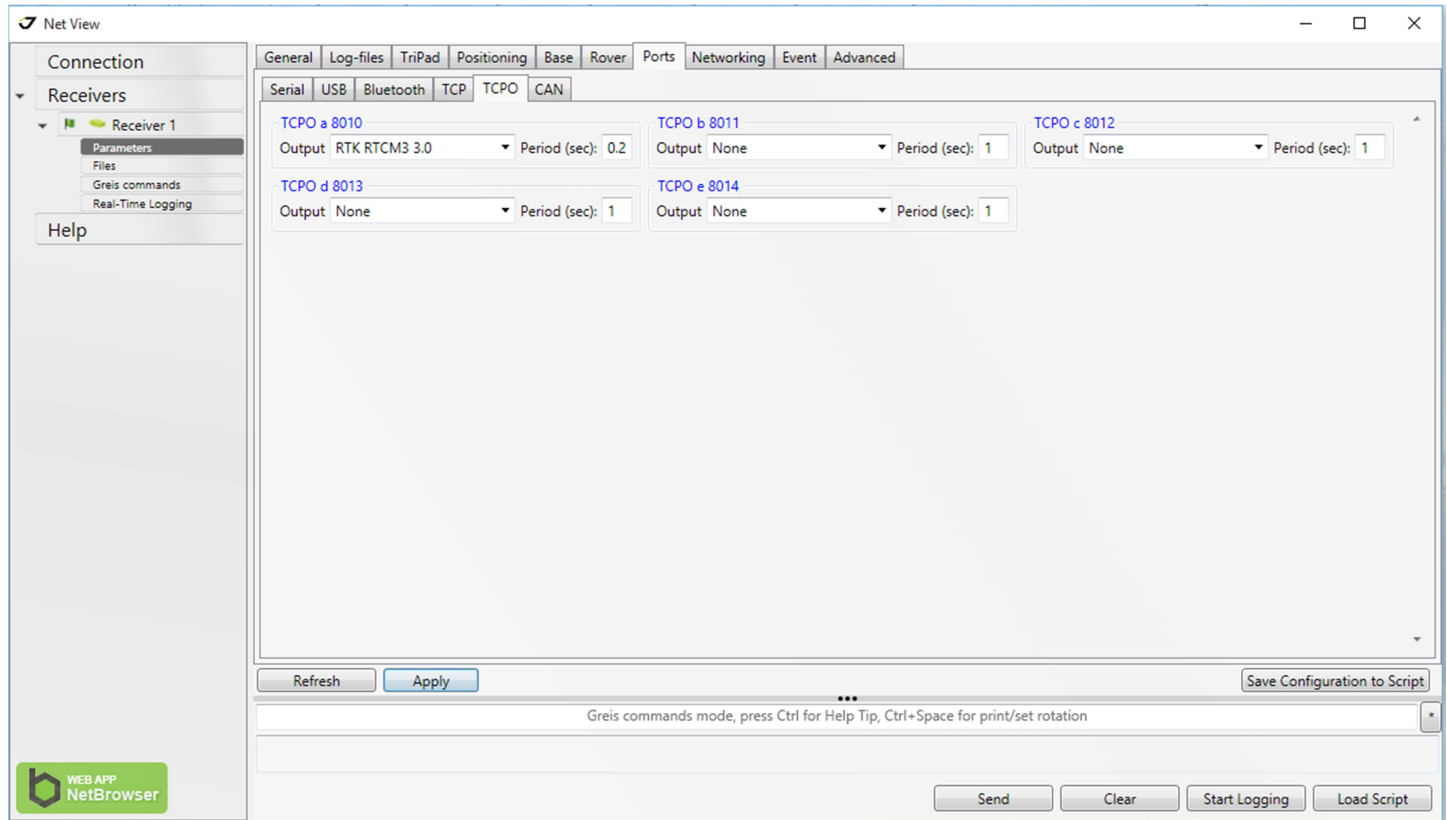 Net View
Connection
Receivers
Receiver 1
Parameters
Files
Greis commands
Real-Time Logging
Help
General Log-files TriPad Positioning Base Rover Ports Networking Event Advanced
Serial USB Bluetooth TCP TCPO CAN
TCPO a 8010 TCPO b 8011 TCPO c 8012
Output RTK RTCM3 3.0 Period (sec): 0.2 Output None Period (sec): 1 Output None Period (sec): 1
TCPO d 8013 TCPO e 8014
Output None Period (sec): 1 Output None Period (sec): 1
Refresh Apply Save Configuration to Script
Greis commands mode, press Ctrl for Help Tip, Ctrl+Space for print/set rotation *
WEB APP
NetBrowser
Send Clear Start Logging Load Script